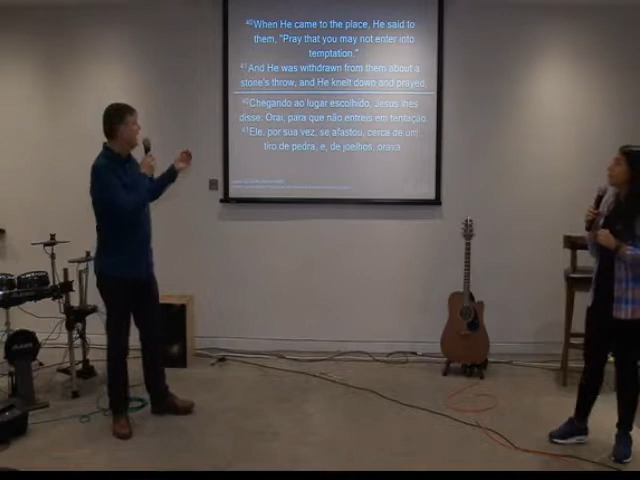 40When He came to the place, He said to
them, "Pray that you may not enter into
temptation."
41And He was withdrawn from them about a
stone's throw, and He knelt down and prayed,
40Chegando ao lugar escolhido, Jesus lhes
disse: Orai, para que não entreis em tentação.
41Ele, por sua vez, se afastou, cerca de um
tiro de pedra, e, de joelhos, orava